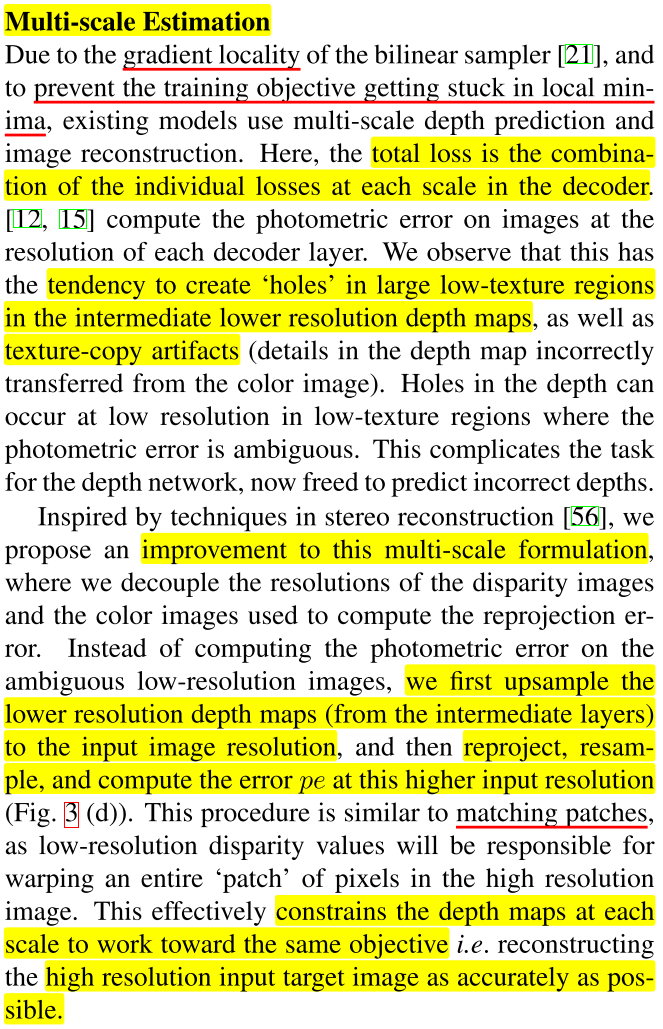 Multi-scale Estimation
Due to the gradient locality of the bilinear sampler [21], and
to prevent the training objective getting stuck in local min-
ima, existing models use multi-scale depth prediction and
image reconstruction. Here, the total loss is the combina-
tion of the individual losses at each scale in the decoder.
[12, 15] compute the photometric error on images at the
resolution of each decoder layer. We observe that this has
the tendency to create ‘holes’ in large low-texture regions
in the intermediate lower resolution depth maps, as well as
texture-copy artifacts (details in the depth map incorrectly
transferred from the color image). Holes in the depth can
occur at low resolution in low-texture regions where the
photometric error is ambiguous. This complicates the task
for the depth network, now freed to predict incorrect depths.
Inspired by techniques in stereo reconstruction [56], we
propose an improvement to this multi-scale formulation,
where we decouple the resolutions of the disparity images
and the color images used to compute the reprojection er-
ror. Instead of computing the photometric error on the
ambiguous low-resolution images, we first upsample the
lower resolution depth maps (from the intermediate layers)
to the input image resolution, and then reproject, resam-
ple, and compute the error pe at this higher input resolution
(Fig. 3 (d)). This procedure is similar to matching patches,
as low-resolution disparity values will be responsible for
warping an entire ‘patch’ of pixels in the high resolution
image. This effectively constrains the depth maps at each
scale to work toward the same objective i.e. reconstructing
the high resolution input target image as accurately as pos-
sible.